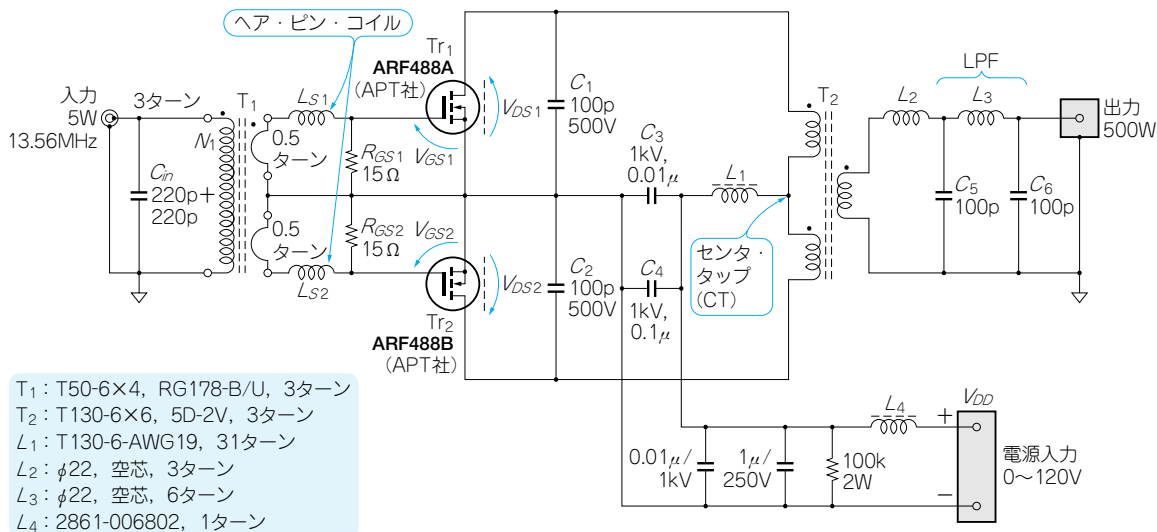 ヘア・ピン・コイル
入力
5W
13.56MHz
3ターン
T1
N1
Cin
220p+
220p
0.5
ターン
0.5
ターン
LS1
LS2
RGS1
15Ω
RGS2
15Ω
VGS1
VGS2
Tr1
ARF488A
(APT社)
VDS1
Tr2
ARF488B
(APT社)
VDS2
C1
100p
500V
C2
100p
500V
C3
1kV,
0.01μ
C4
1kV,
0.1μ
L1
センタ・
タップ
(CT)
T2
LPF
L2
L3
C5
100p
C6
100p
出力
500W
0.01μ/
1kV
1μ/
250V
100k
2W
L4
VDD
+
−
電源入力
0〜120V
T1：T50-6×4，RG178-B/U，3ターン
T2：T130-6×6，5D-2V，3ターン
L1：T130-6-AWG19，31ターン
L2：φ22，空芯，3ターン
L3：φ22，空芯，6ターン
L4：2861-006802，1ターン